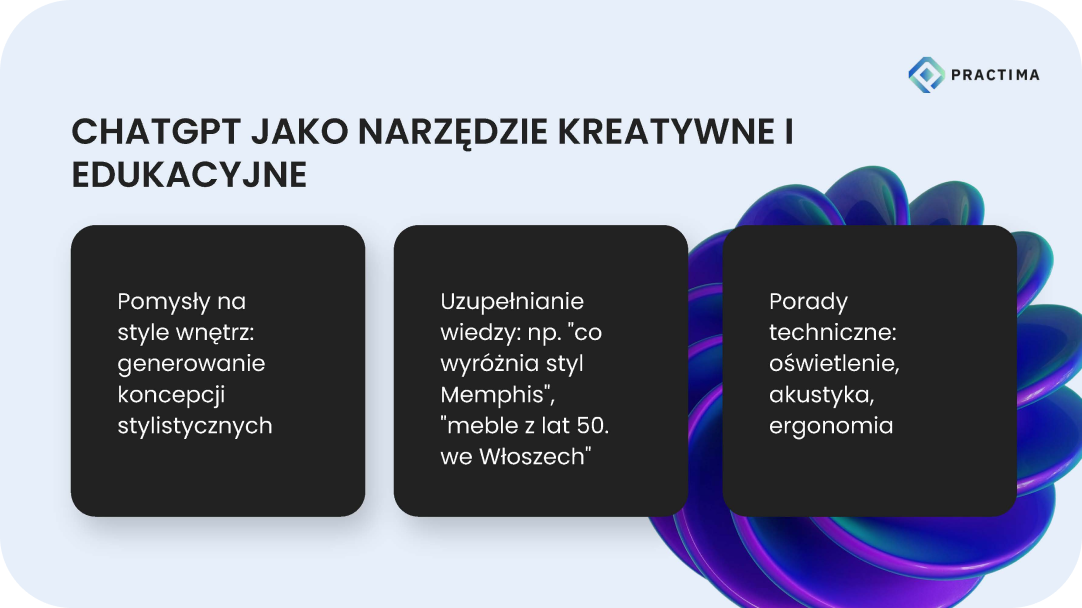 PRACTIMA
CHATGPT JAKO NARZĘDZIE KREATYWNE I
EDUKACYJNE
Pomysły na
style wnętrz:
generowanie
koncepcji
stylistycznych
Uzupełnianie
wiedzy: np. "co
wyróżnia styl
Memphis",
"meble z lat 50.
we Włoszech"
Porady
techniczne:
oświetlenie,
akustyka,
ergonomia